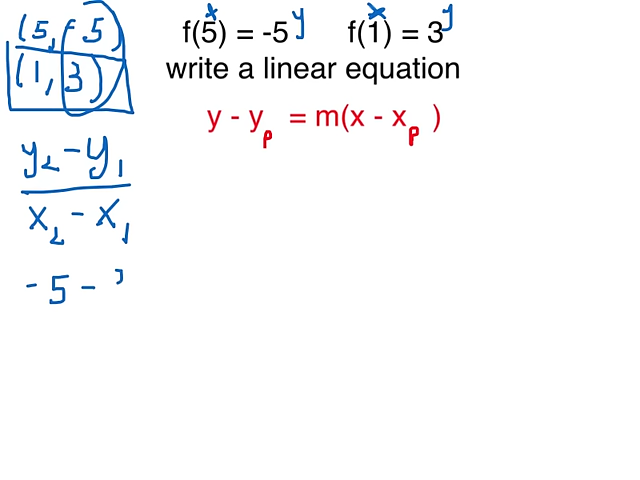 (5, -5)
(1, 3)
x y x y
f(5) = -5 f(1) = 3
write a linear equation
y - yp = m(x - xp )
y2 - y1
x2 - x1
-5 -